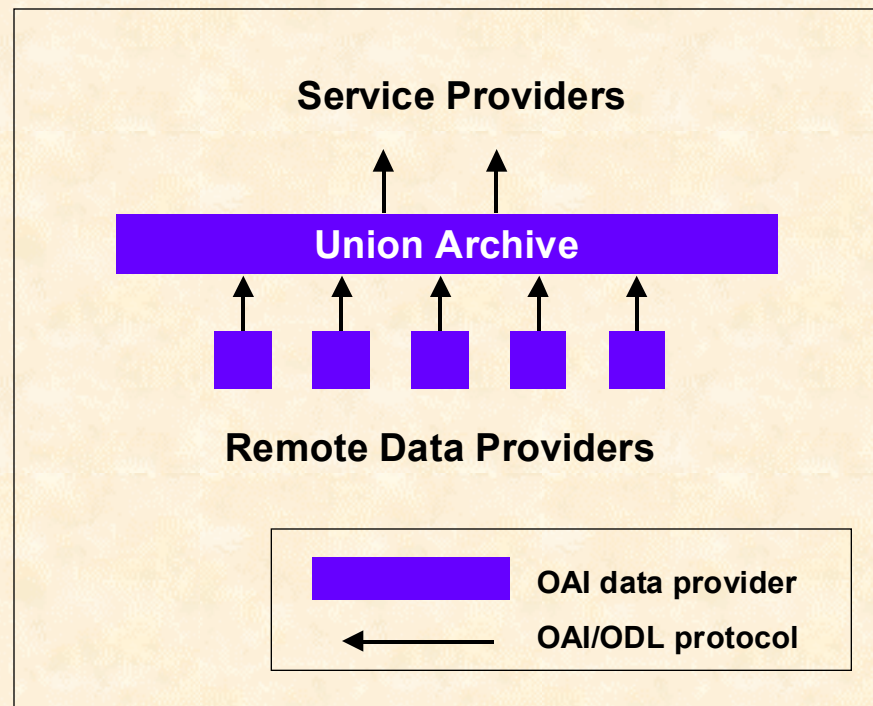 Service Providers
Union Archive
Remote Data Providers
OAI data provider
OAI/ODL protocol